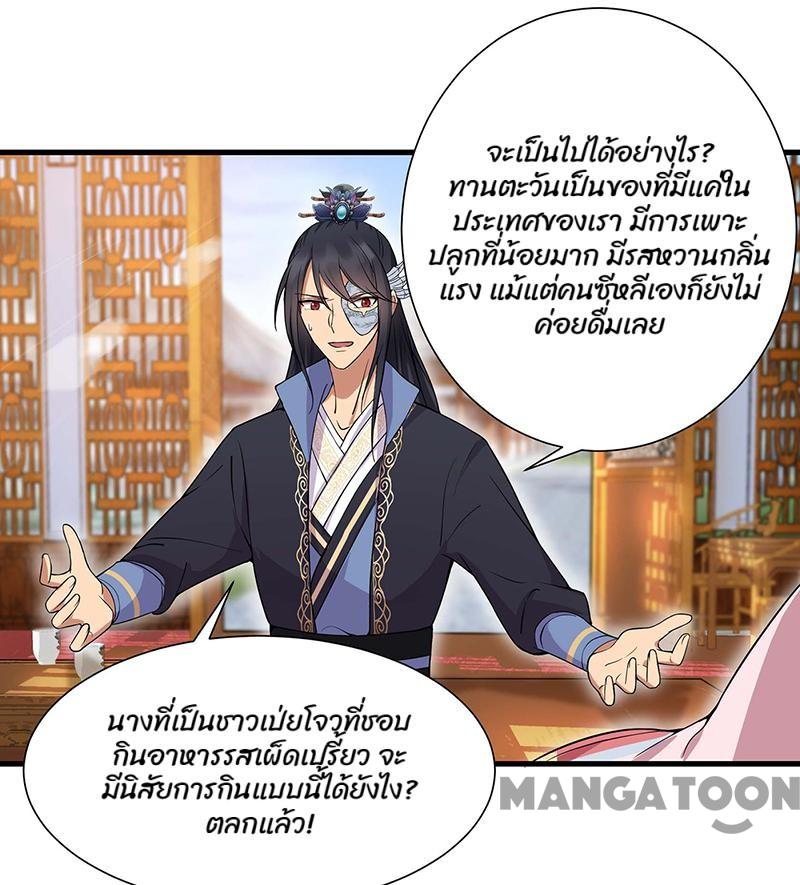 จะเป็นไปได้อย่างไร?
ทานตะวันเป็นของที่มีแค่ใน
ประเทศของเรา มีการเพาะ
ปลูกที่น้อยมาก มีรสหวานกลิ่น
แรง แม้แต่คนซีหลีเองก็ยังไม่
ค่อยดื่มเลย
นางที่เป็นชาวเป่ยโจวที่ชอบ
กินอาหารรสเผ็ดเปรี้ยว จะ
มีนิสัยการกินแบบนี้ได้ยังไง?
ตลกแล้ว!
MANGATOON